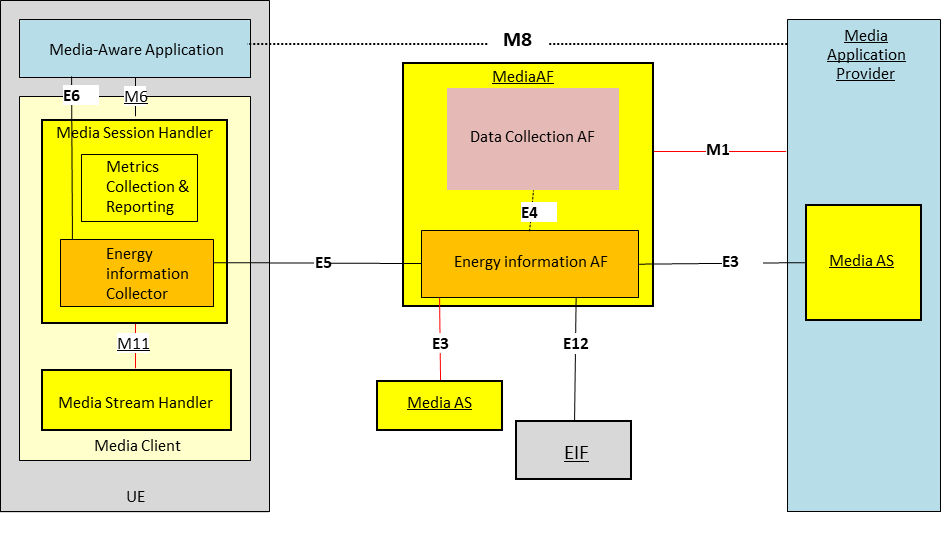 Media-Aware Application
M8
Media
Application
Provider
MediaAF
E6
M6
Media Session Handler
Data Collection AF
M1
Metrics
Collection &
Reporting
E4
Energy
information
Collector
E5
Energy information AF
E3
Media AS
M11
E3
E12
Media Stream Handler
Media AS
Media Client
EIF
UE